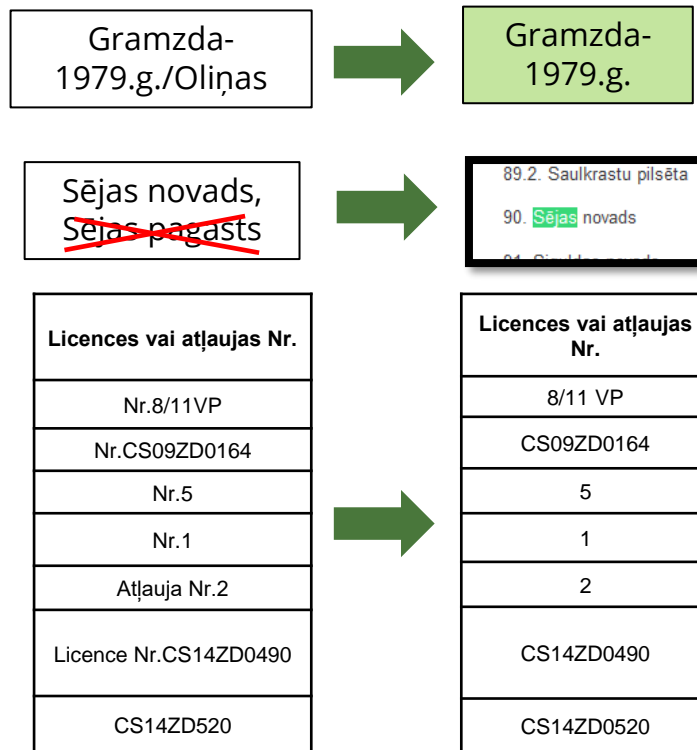 Gramzda-
1979.g./Oliņas
Gramzda-
1979.g.
Sējas novads,
Sējas pagasts
89.2. Saulkrastu pilsēta
90. Sējas novads
Licences vai atļaujas Nr.
Nr.8/11VP
Nr.CS09ZD0164
Nr.5
Nr.1
Atļauja Nr.2
Licence Nr.CS14ZD0490
CS14ZD520
Licences vai atļaujas
Nr.
8/11 VP
CS09ZD0164
5
1
2
CS14ZD0490
CS14ZD0520